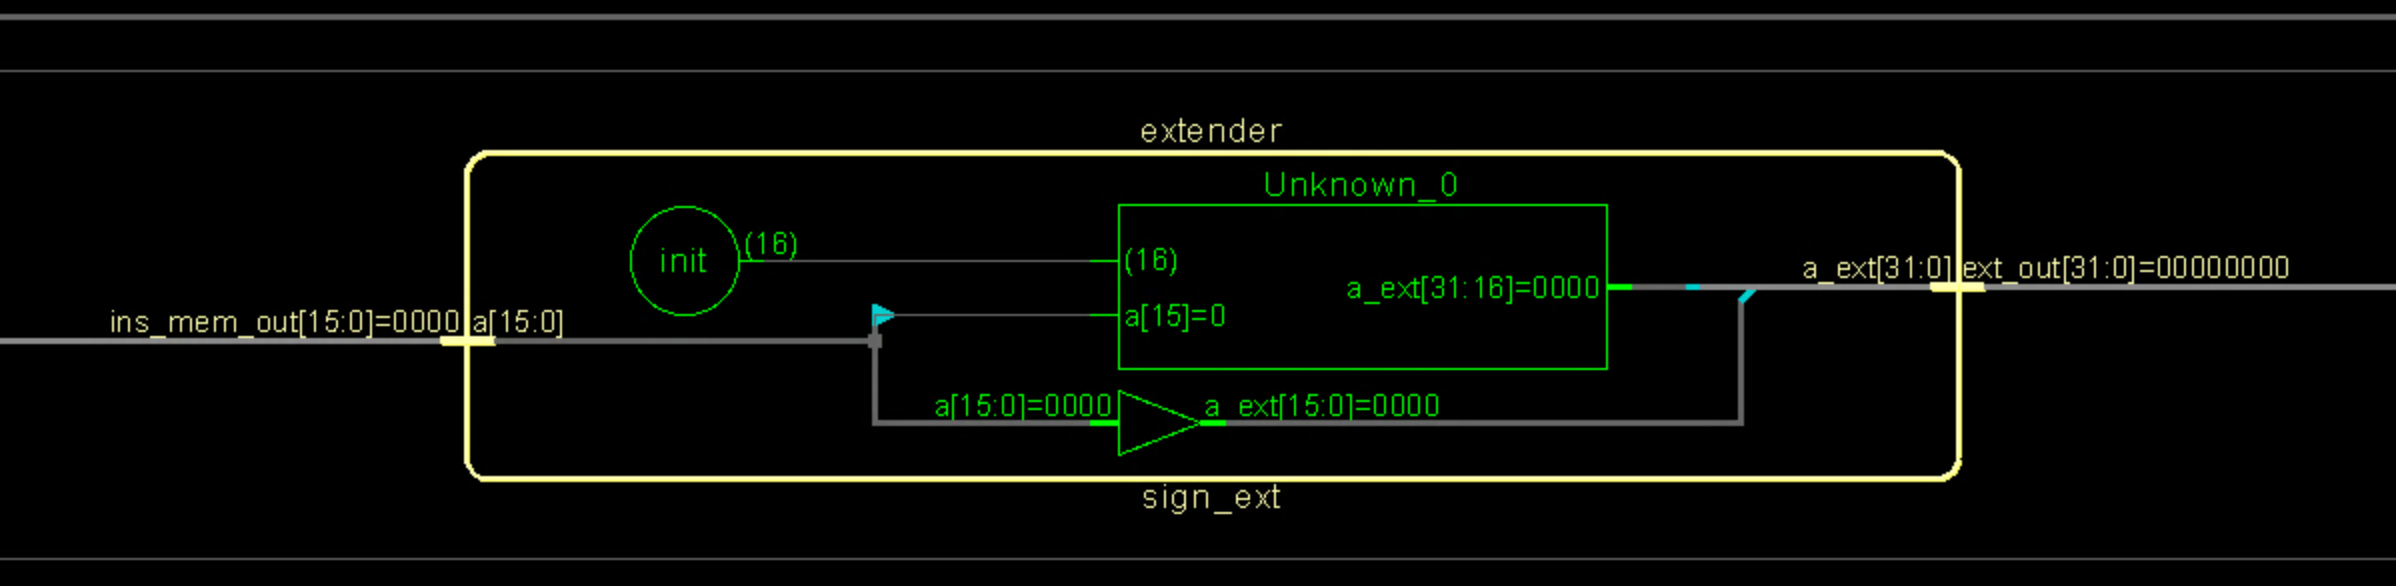 extender
Unknown_0
(16)
init
(16)
a_ext[31:16]=0000
a_ext[31:0] ext_out[31:0]=00000000
ins_mem_out[15:0]=0000 a[15:0]
a[15]=0
a[15:0]=0000
a_ext[15:0]=0000
sign_ext